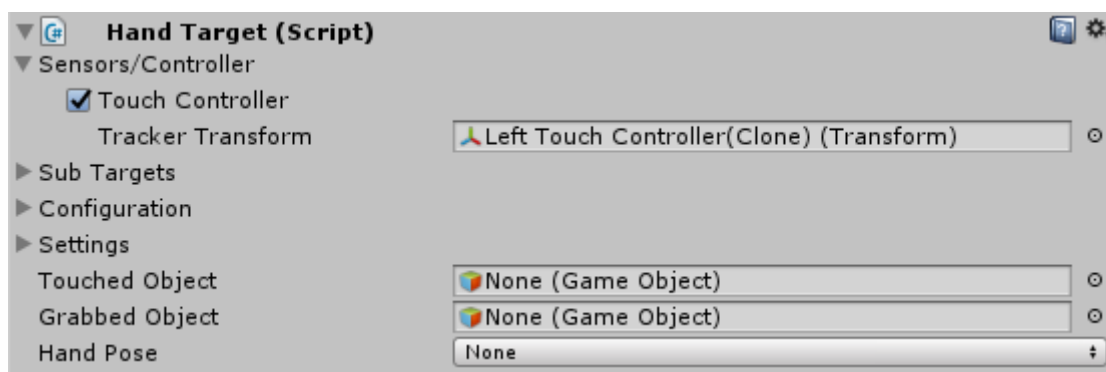 Hand Target (Script)
Sensors/Controller
Touch Controller
Tracker Transform Left Touch Controller(Clone) (Transform)
Sub Targets
Configuration
Settings
Touched Object None (Game Object)
Grabbed Object None (Game Object)
Hand Pose None